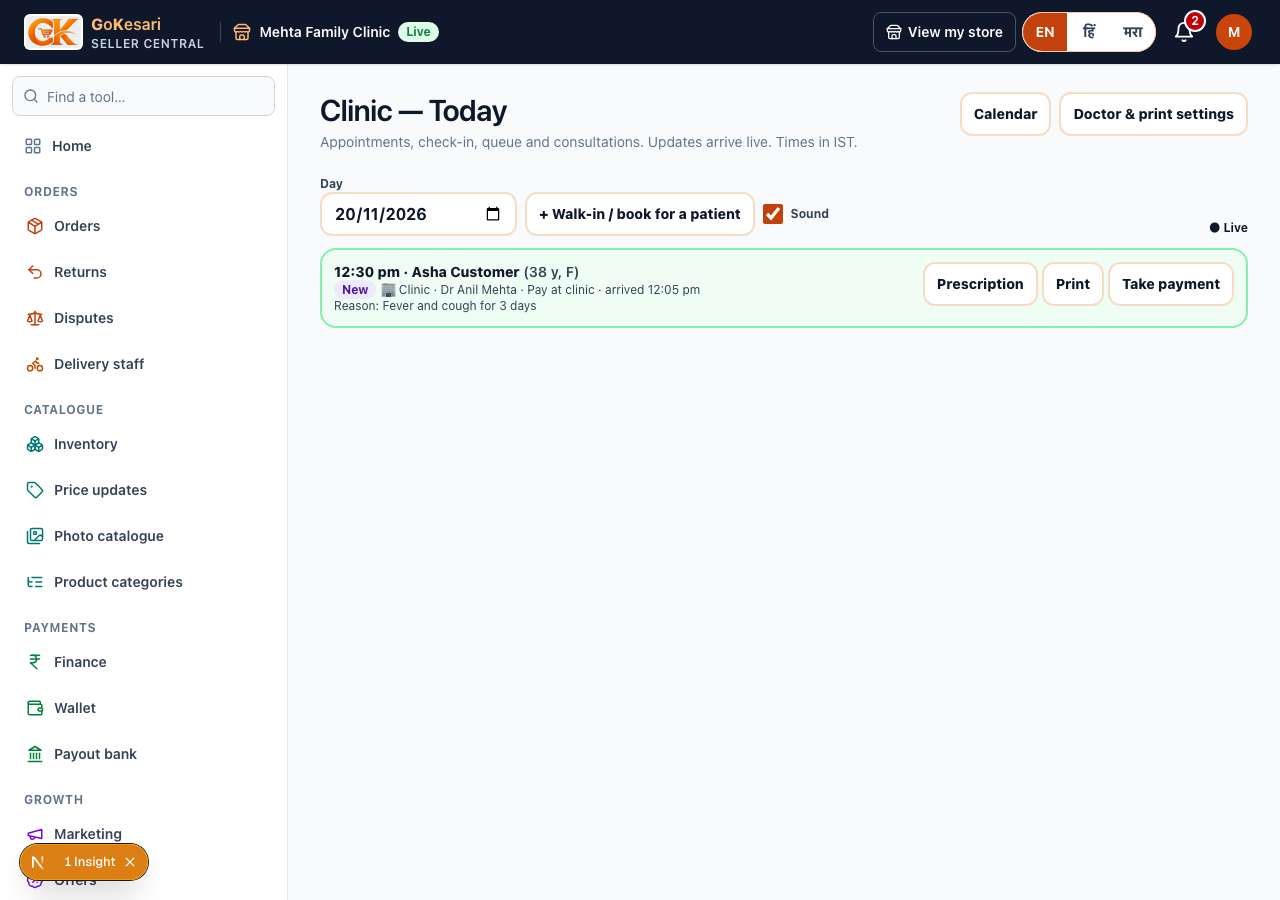 GK
GoKesari
SELLER CENTRAL
Mehta Family Clinic Live
View my store
EN हिं मरा
2
M
Find a tool...
Home
ORDERS
Orders
Returns
Disputes
Delivery staff
CATALOGUE
Inventory
Price updates
Photo catalogue
Product categories
PAYMENTS
Finance
Wallet
Payout bank
GROWTH
Marketing
Offers
N 1 Insight
Clinic — Today
Appointments, check-in, queue and consultations. Updates arrive live. Times in IST.
Calendar
Doctor & print settings
Day
20/11/2026
+ Walk-in / book for a patient
Sound
Live
12:30 pm · Asha Customer (38 y, F)
New Clinic · Dr Anil Mehta · Pay at clinic · arrived 12:05 pm
Reason: Fever and cough for 3 days
Prescription
Print
Take payment